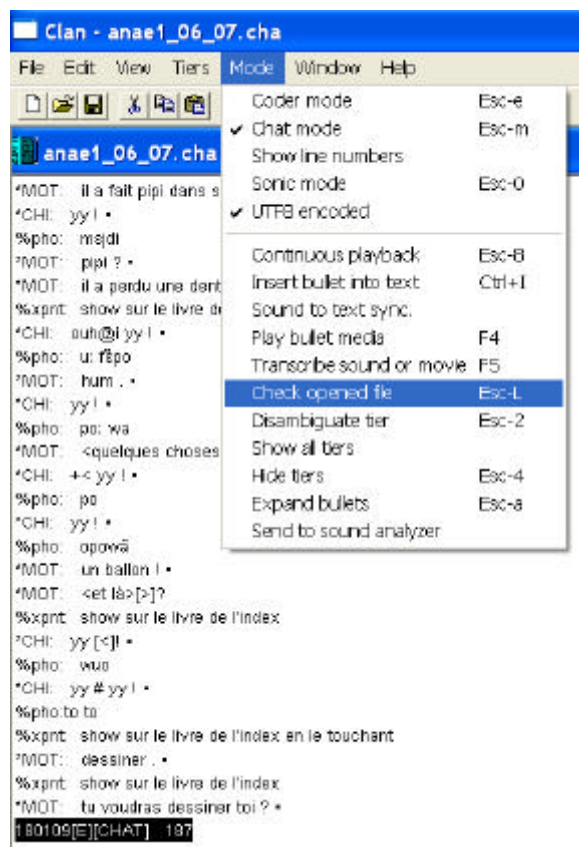 Clan - anae1_06_07.cha
File Edit View Tiers Mode Window Help
Coder mode Esc-e
✔ Chat mode Esc-m
Show line numbers
Sonic mode Esc-0
✔ UTF8 encoded
Continuous playback Esc-8
Insert bullet into text Ctrl+I
Sound to text sync.
Play bullet media F4
Transcribe sound or movie F5
Check opened file Esc-L
Disambiguate tier Esc-2
Show all tiers
Hide tiers Esc-4
Expand bullets Esc-a
Send to sound analyzer
anae1_06_07.cha
*MOT: il a fait pipi dans s
*CHI: yy ! •
%pho: msjdi
*MOT: pipi ? •
*MOT: il a perdu une dent
%xpnt: show sur le livre de
*CHI: ouh@i yy ! •
%pho: u: fɛ̃po
*MOT: hum . •
*CHI: yy ! •
%pho: po: wa
*MOT: <quelques choses
*CHI: +< yy ! •
%pho: po
*CHI: yy ! •
%pho: opowã
*MOT: un ballon ! •
*MOT: <et là>[>]?
%xpnt: show sur le livre de l'index
*CHI: yy [<]! •
%pho: wuo
*CHI: yy # yy ! •
%pho:to to
%xpnt: show sur le livre de l'index en le touchant
*MOT: dessiner . •
%xpnt: show sur le livre de l'index
*MOT: tu voudras dessiner toi ? •
180109[E][CHAT] 187